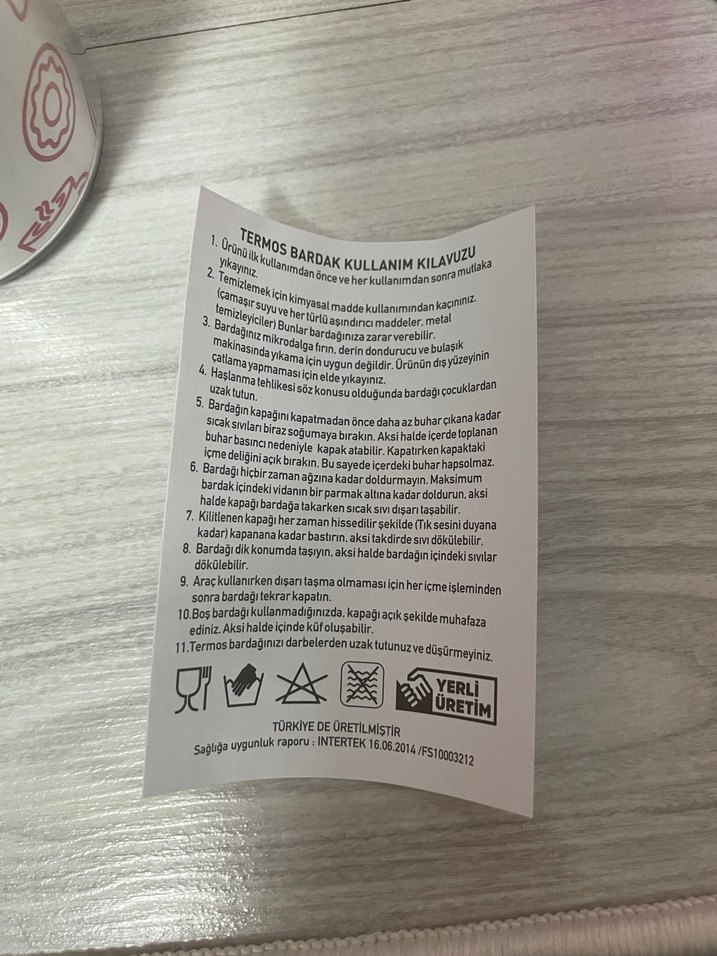 TERMOS BARDAK KULLANIM KILAVUZU
1. Ürünü ilk kullanımdan önce ve her kullanımdan sonra mutlaka
yıkayınız.
2. Temizlemek için kimyasal madde kullanımından kaçınınız.
(çamaşır suyu ve her türlü aşındırıcı maddeler, metal
temizleyiciler) Bunlar bardağınıza zarar verebilir.
3. Bardağınız mikrodalga fırın, derin dondurucu ve bulaşık
makinasında yıkama için uygun değildir. Ürünün dış yüzeyinin
çatlama yapmaması için elde yıkayınız.
4. Haşlanma tehlikesi söz konusu olduğunda bardağı çocuklardan
uzak tutun.
5. Bardağın kapağını kapatmadan önce daha az buhar çıkana kadar
sıcak sıvıları biraz soğumaya bırakın. Aksi halde içerde toplanan
buhar basıncı nedeniyle kapak atabilir. Kapatırken kapaktaki
içme deliğini açık bırakın. Bu sayede içerdeki buhar hapsolmaz.
6. Bardağı hiçbir zaman ağzına kadar doldurmayın. Maksimum
bardak içindeki vidanın bir parmak altına kadar doldurun, aksi
halde kapağı bardağa takarken sıcak sıvı dışarı taşabilir.
7. Kilitlenen kapağı her zaman hissedilir şekilde (Tık sesini duyana
kadar) kapanana kadar bastırın, aksi takdirde sıvı dökülebilir.
8. Bardağı dik konumda taşıyın, aksi halde bardağın içindeki sıvılar
dökülebilir.
9. Araç kullanırken dışarı taşma olmaması için her içme işleminden
sonra bardağı tekrar kapatın.
10.Boş bardağı kullanmadığınızda, kapağı açık şekilde muhafaza
ediniz. Aksi halde içinde küf oluşabilir.
11.Termos bardağınızı darbelerden uzak tutunuz ve düşürmeyiniz.
YERLİ
ÜRETİM
TÜRKİYE DE ÜRETİLMİŞTİR
Sağlığa uygunluk raporu : INTERTEK 16.06.2014 /FS10003212